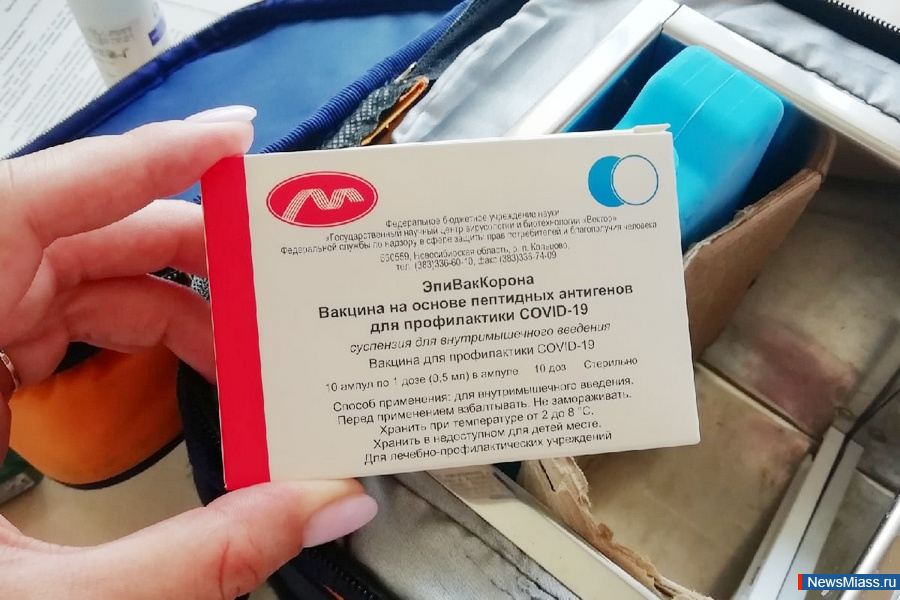 Федеральное бюджетное учреждение науки
«Государственный научный центр вирусологии и биотехнологии «Вектор»
Федеральной службы по надзору в сфере защиты прав потребителей и благополучия человека
630559, Новосибирская область, р. п. Кольцово,
тел. (383)336-60-10, факс (383)336-74-09
ЭпиВакКорона
Вакцина на основе пептидных антигенов
для профилактики COVID-19
суспензия для внутримышечного введения
Вакцина для профилактики COVID-19
10 ампул по 1 дозе (0,5 мл) в ампуле 10 доз Стерильно
Способ применения: для внутримышечного введения.
Перед применением взбалтывать. Не замораживать.
Хранить при температуре от 2 до 8 °С.
Хранить в недоступном для детей месте.
Для лечебно-профилактических учреждений
NewsMiass.ru